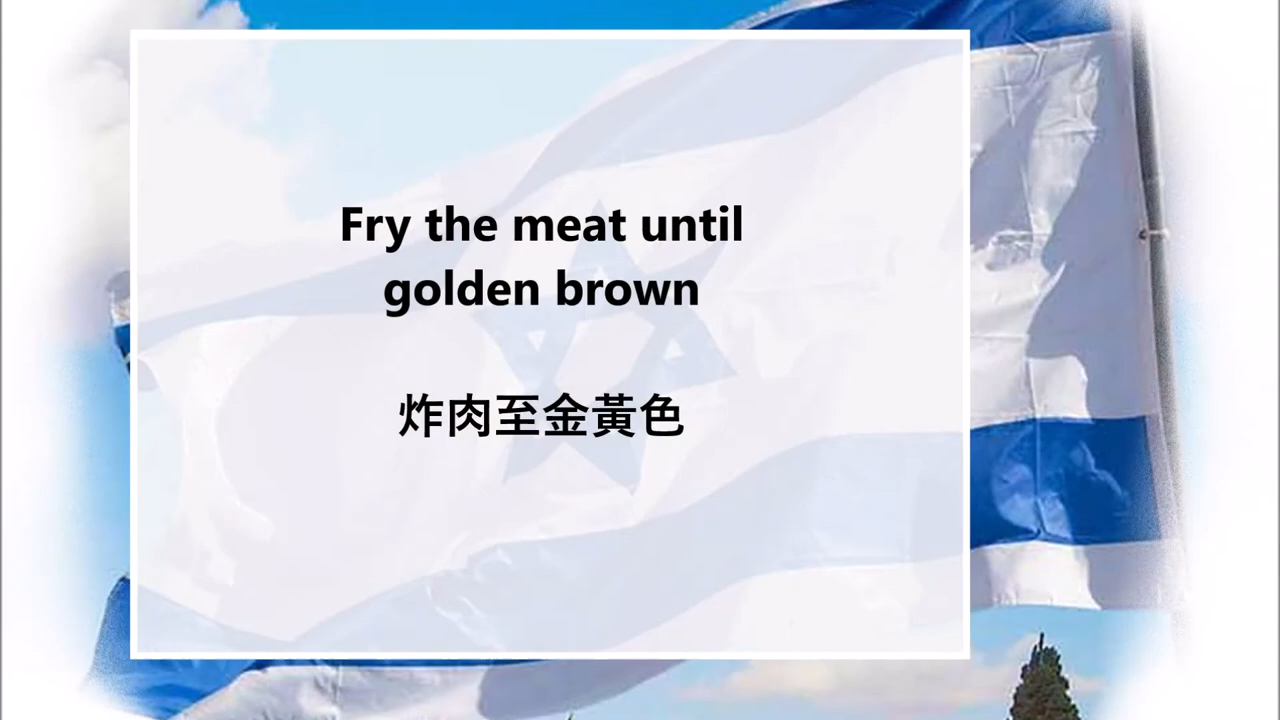 Fry the meat until
golden brown
炸肉至金黃色